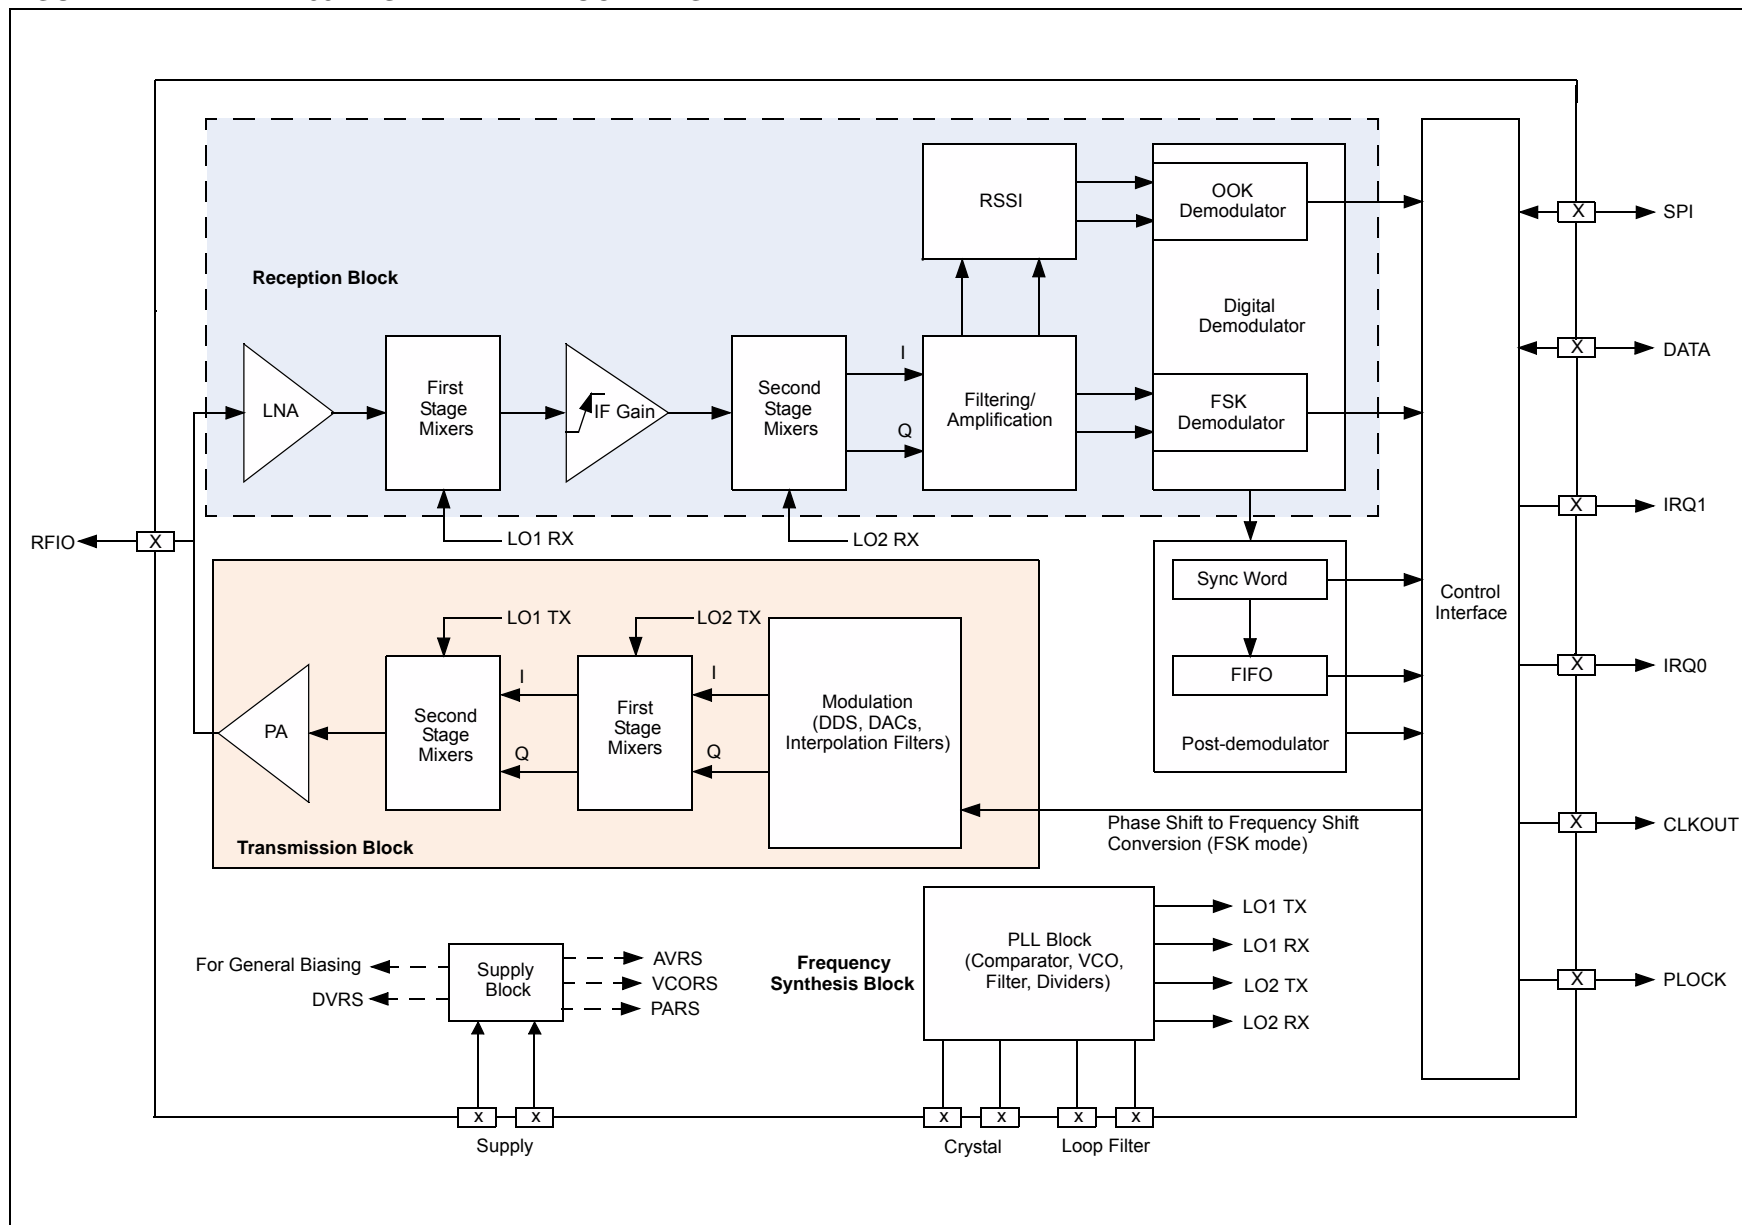 RSSI
OOK
Demodulator
SPI
Reception Block
Digital
Demodulator
DATA
LNA
First
Stage
Mixers
IF Gain
Second
Stage
Mixers
I
Q
Filtering/
Amplification
FSK
Demodulator
IRQ1
RFIO
X
LO1 RX
LO2 RX
Sync Word
Control
Interface
LO1 TX
LO2 TX
FIFO
IRQ0
PA
Second
Stage
Mixers
I
Q
First
Stage
Mixers
I
Q
Modulation
(DDS, DACs,
Interpolation Filters)
Post-demodulator
Transmission Block
Phase Shift to Frequency Shift
Conversion (FSK mode)
CLKOUT
For General Biasing
DVRS
Supply
Block
AVRS
VCORS
PARS
Frequency
Synthesis Block
PLL Block
(Comparator, VCO,
Filter, Dividers)
LO1 TX
LO1 RX
LO2 TX
LO2 RX
PLOCK
X
X
X
X
X
X
X
x
x
x
x
x
x
Supply
Crystal
Loop Filter